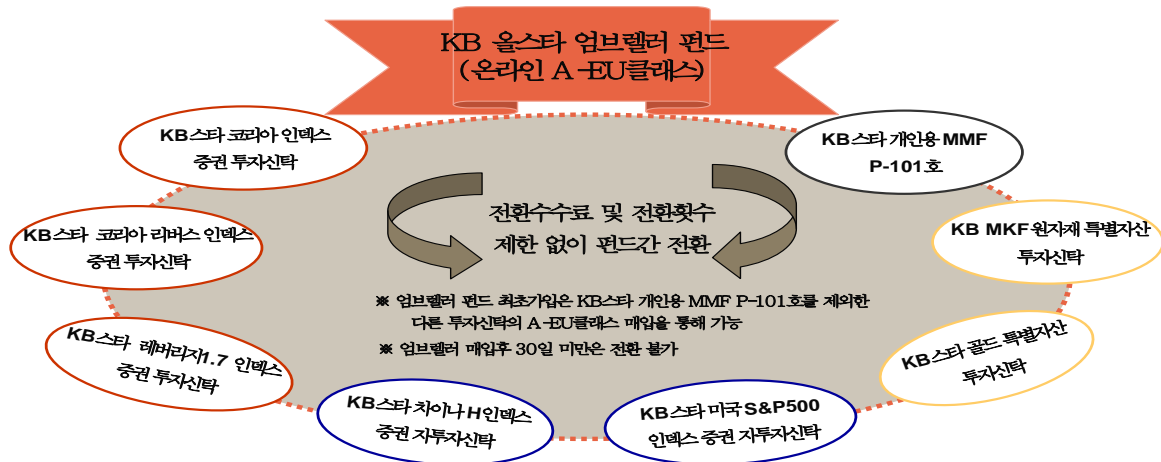 KB 올스타 엄브렐러 펀드
(온라인 A-EU클래스)
KB스타 코리아 인덱스
증권 투자신탁
KB스타 개인용 MMF
P-101호
KB스타 코리아 리버스 인덱스
증권 투자신탁
전환수수료 및 전환횟수
제한 없이 펀드간 전환
KB MKF원자재 특별자산
투자신탁
※ 엄브렐러 펀드 최초가입은 KB스타 개인용 MMF P-101호를 제외한
다른 투자신탁의 A-EU클래스 매입을 통해 가능
※ 엄브렐러 매입후 30일 미만은 전환 불가
KB스타 레버리지1.7 인덱스
증권 투자신탁
KB스타 골드 특별자산
투자신탁
KB스타 차이나 H인덱스
증권 자투자신탁
KB스타 미국 S&P500
인덱스 증권 자투자신탁